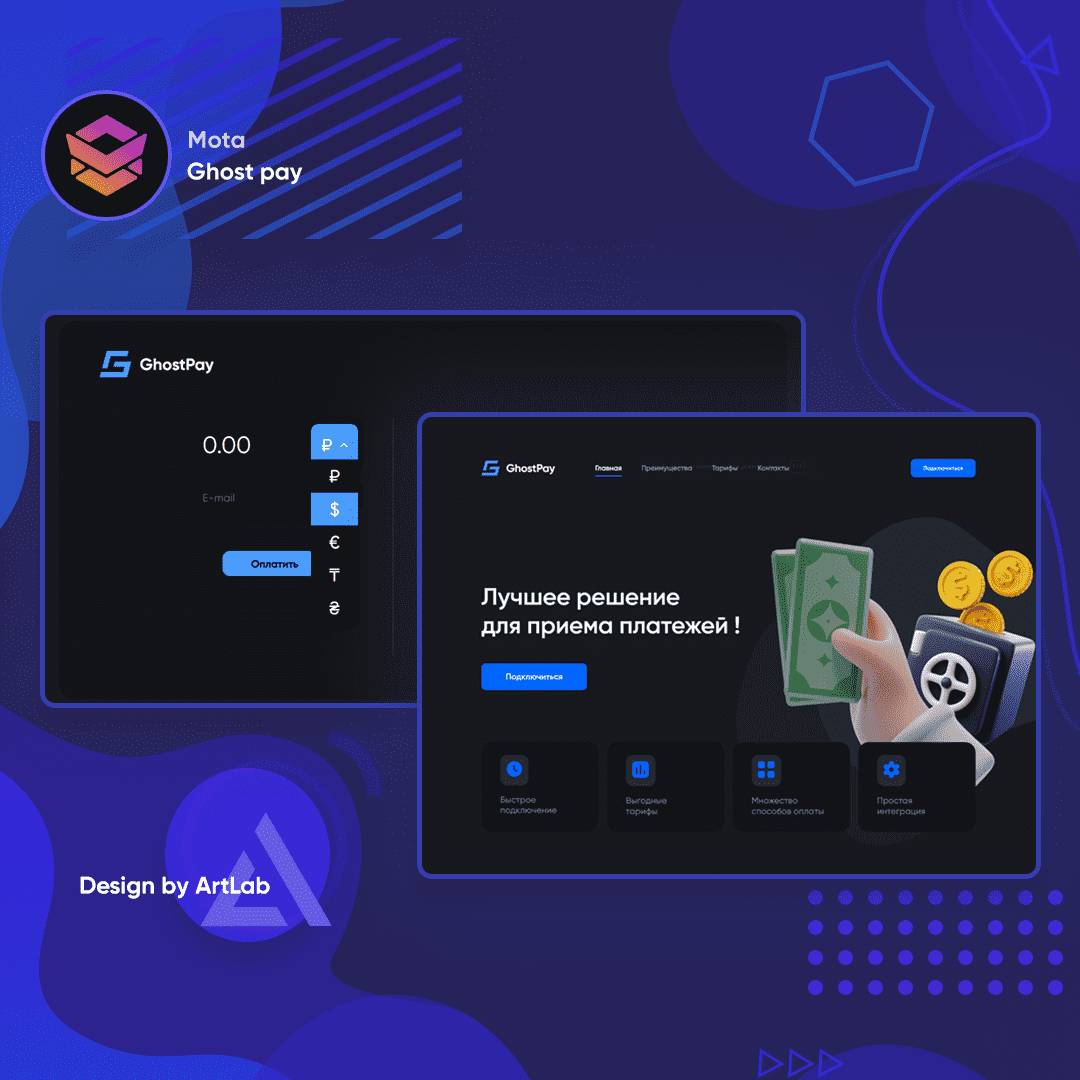 Mota
Ghost pay
GhostPay
0.00
₽
₽
E-mail
$
€
Оплатить
₸
₴
GhostPay
Главная
Преимущества
Тарифы
Контакты
Подключиться
Лучшее решение
для приема платежей !
Подключиться
Быстрое
подключение
Выгодные
тарифы
Множество
способов оплаты
Простая
интеграция
Design by ArtLab